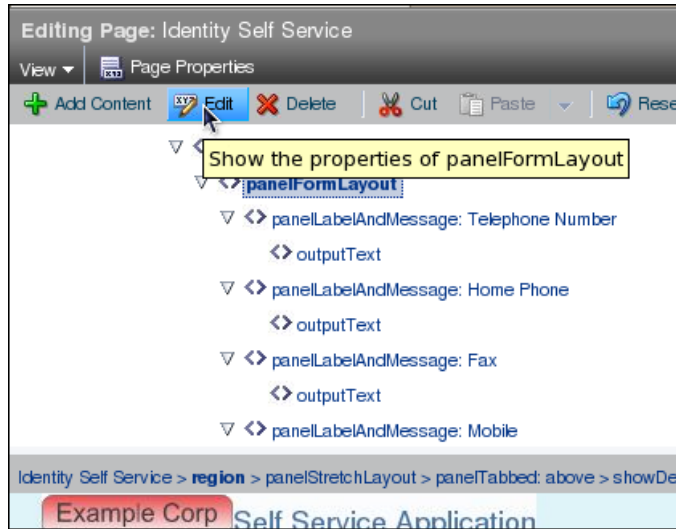 Editing Page: Identity Self Service
View Page Properties
Add Content Edit Delete Cut Paste
Show the properties of panelFormLayout
panelFormLayout
panelLabelAndMessage: Telephone Number
outputText
panelLabelAndMessage: Home Phone
outputText
panelLabelAndMessage: Fax
outputText
panelLabelAndMessage: Mobile
Identity Self Service > region > panelStretchLayout > panelTabbed: above > showDe
Example Corp Self Service Application